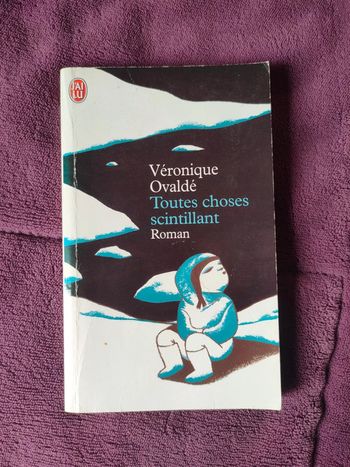 J'AI
LU
Véronique
Ovaldé
Toutes choses
scintillant
Roman